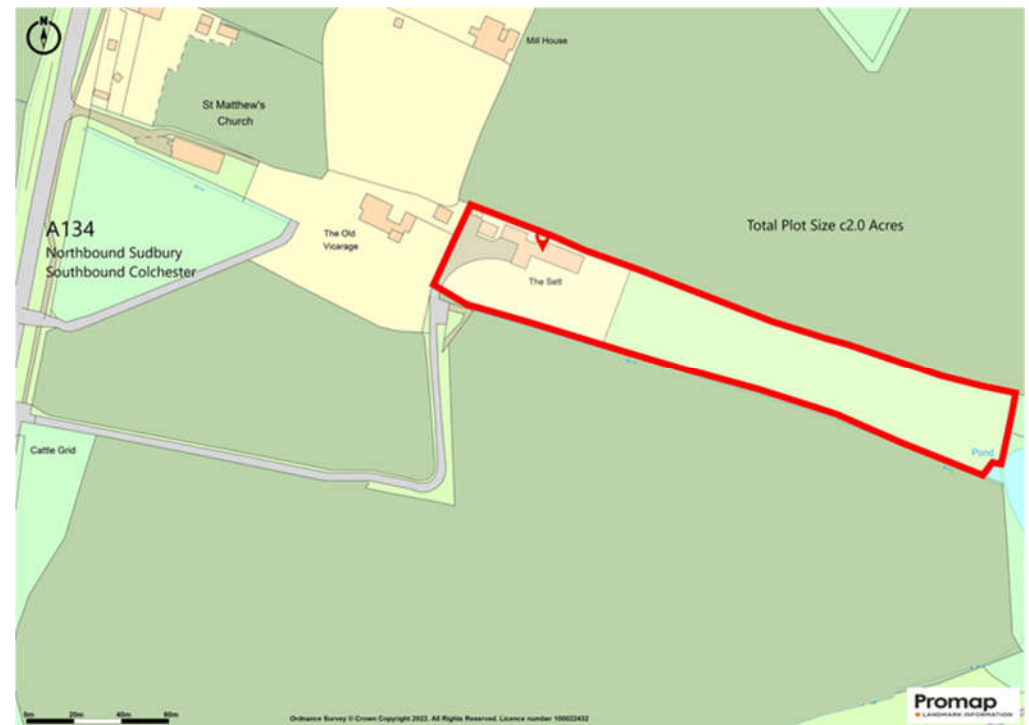 N
Mill House
St Matthew's
Church
Total Plot Size c2.0 Acres
A134
Northbound Sudbury
Southbound Colchester
The Old
Vicarage
The Sett
Cattle Grid
Pond
0m 20m 40m 60m
Ordnance Survey © Crown Copyright 2022. All Rights Reserved. Licence number 100022432
Promap
LANDMARK INFORMATION